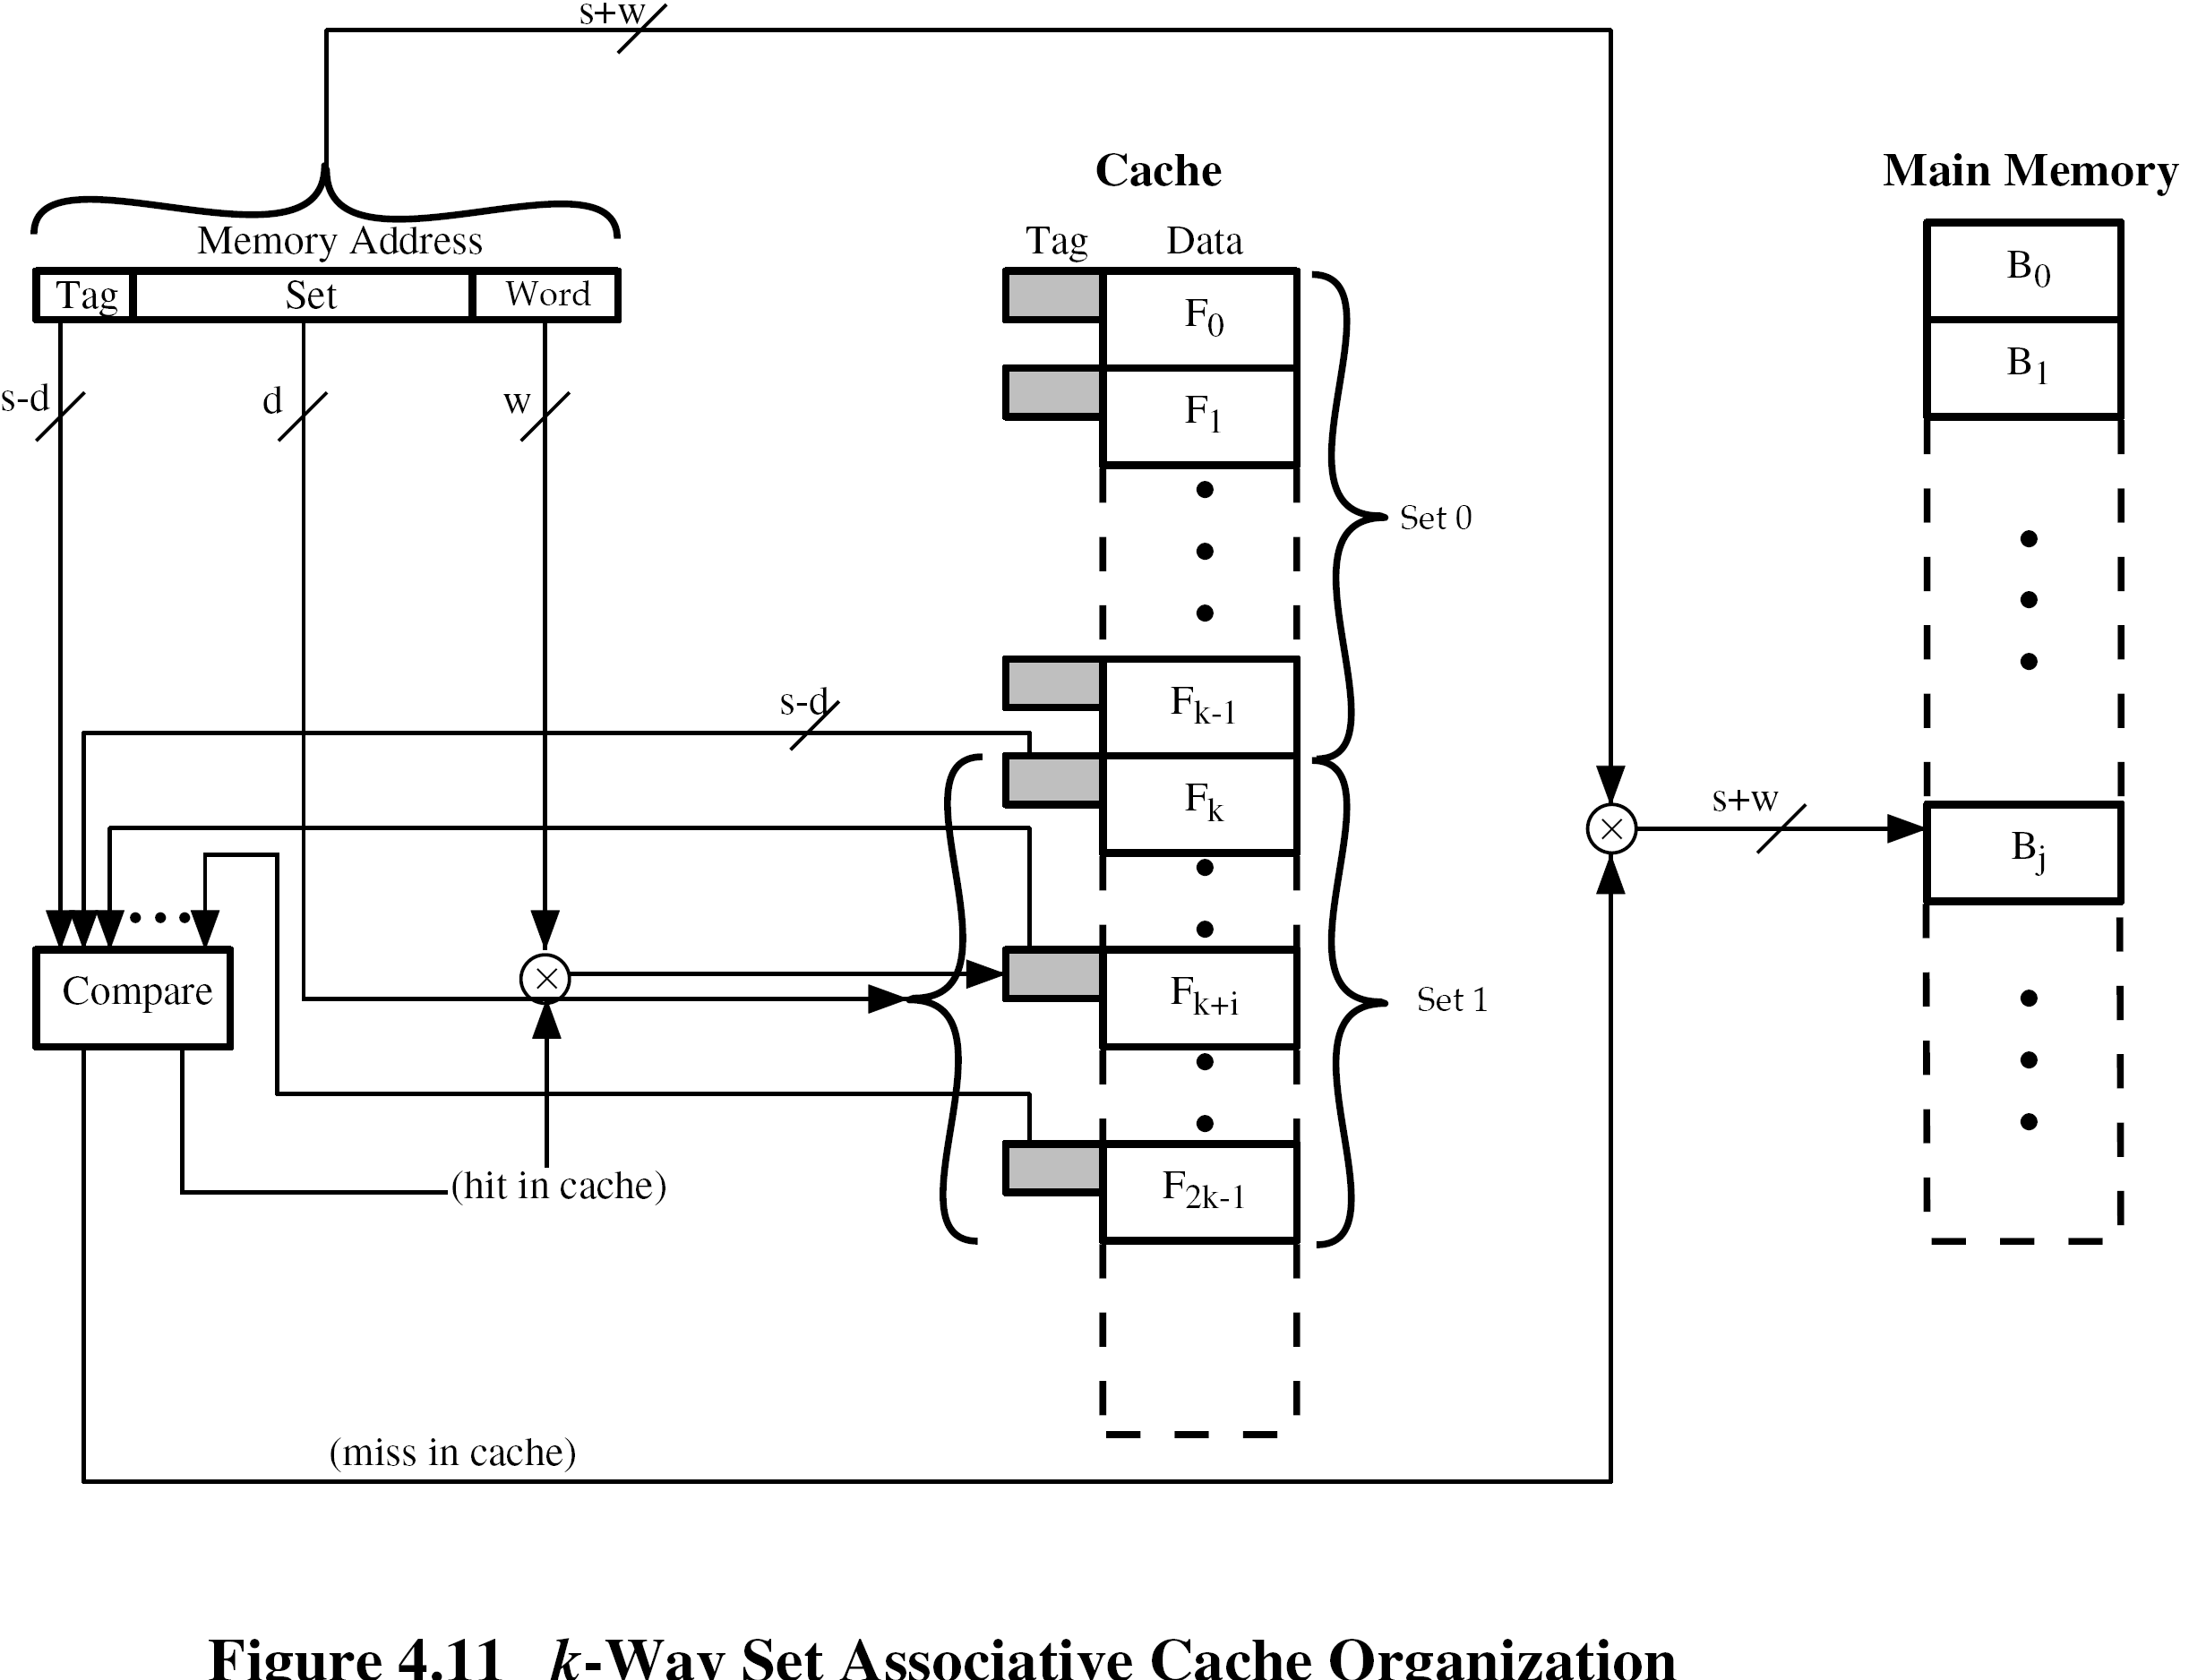 s+w
Cache
Main Memory
Memory Address
Tag Data
Tag Set Word
B0
B1
F0
F1
s-d
d
w
Set 0
s-d
Fk-1
Fk
s+w
Bj
Compare
Fk+i
Set 1
(hit in cache)
F2k-1
(miss in cache)
Figure 4.11 k-Way Set Associative Cache Organization